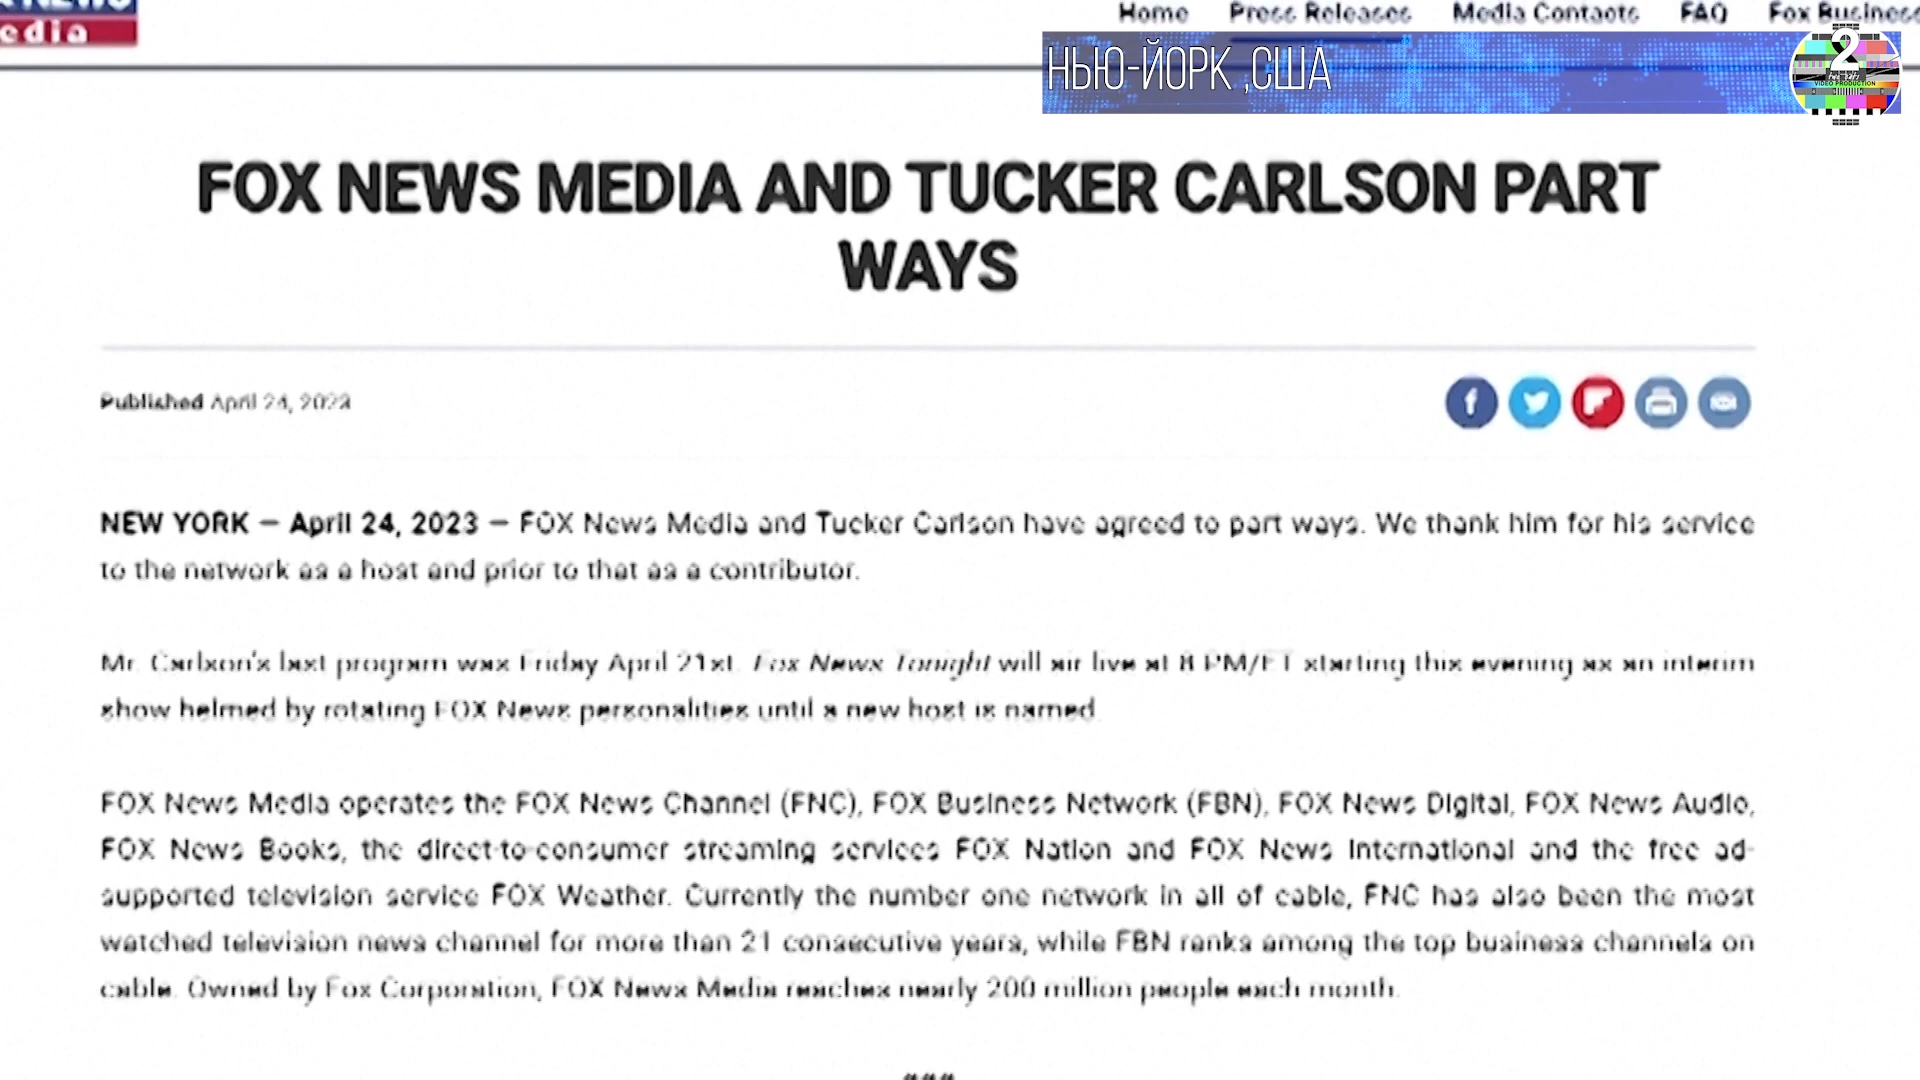 Home Press Releases Media Contacts FAQ Fox Business
edia
НЬЮ-ЙОРК ,США
2
VIDEO PRODUCTION
FOX NEWS MEDIA AND TUCKER CARLSON PART
WAYS
Published April 24, 2023
NEW YORK – April 24, 2023 – FOX News Media and Tucker Carlson have agreed to part ways. We thank him for his service
to the network as a host and prior to that as a contributor.
Mr. Carlson's last program was Friday April 21st. Fox News Tonight will air live at 8 PM/ET starting this evening as an interim
show helmed by rotating FOX News personalities until a new host is named.
FOX News Media operates the FOX News Channel (FNC), FOX Business Network (FBN), FOX News Digital, FOX News Audio,
FOX News Books, the direct-to-consumer streaming services FOX Nation and FOX News International and the free ad-
supported television service FOX Weather. Currently the number one network in all of cable, FNC has also been the most
watched television news channel for more than 21 consecutive years, while FBN ranks among the top business channels on
cable. Owned by Fox Corporation, FOX News Media reaches nearly 200 million people each month.
###